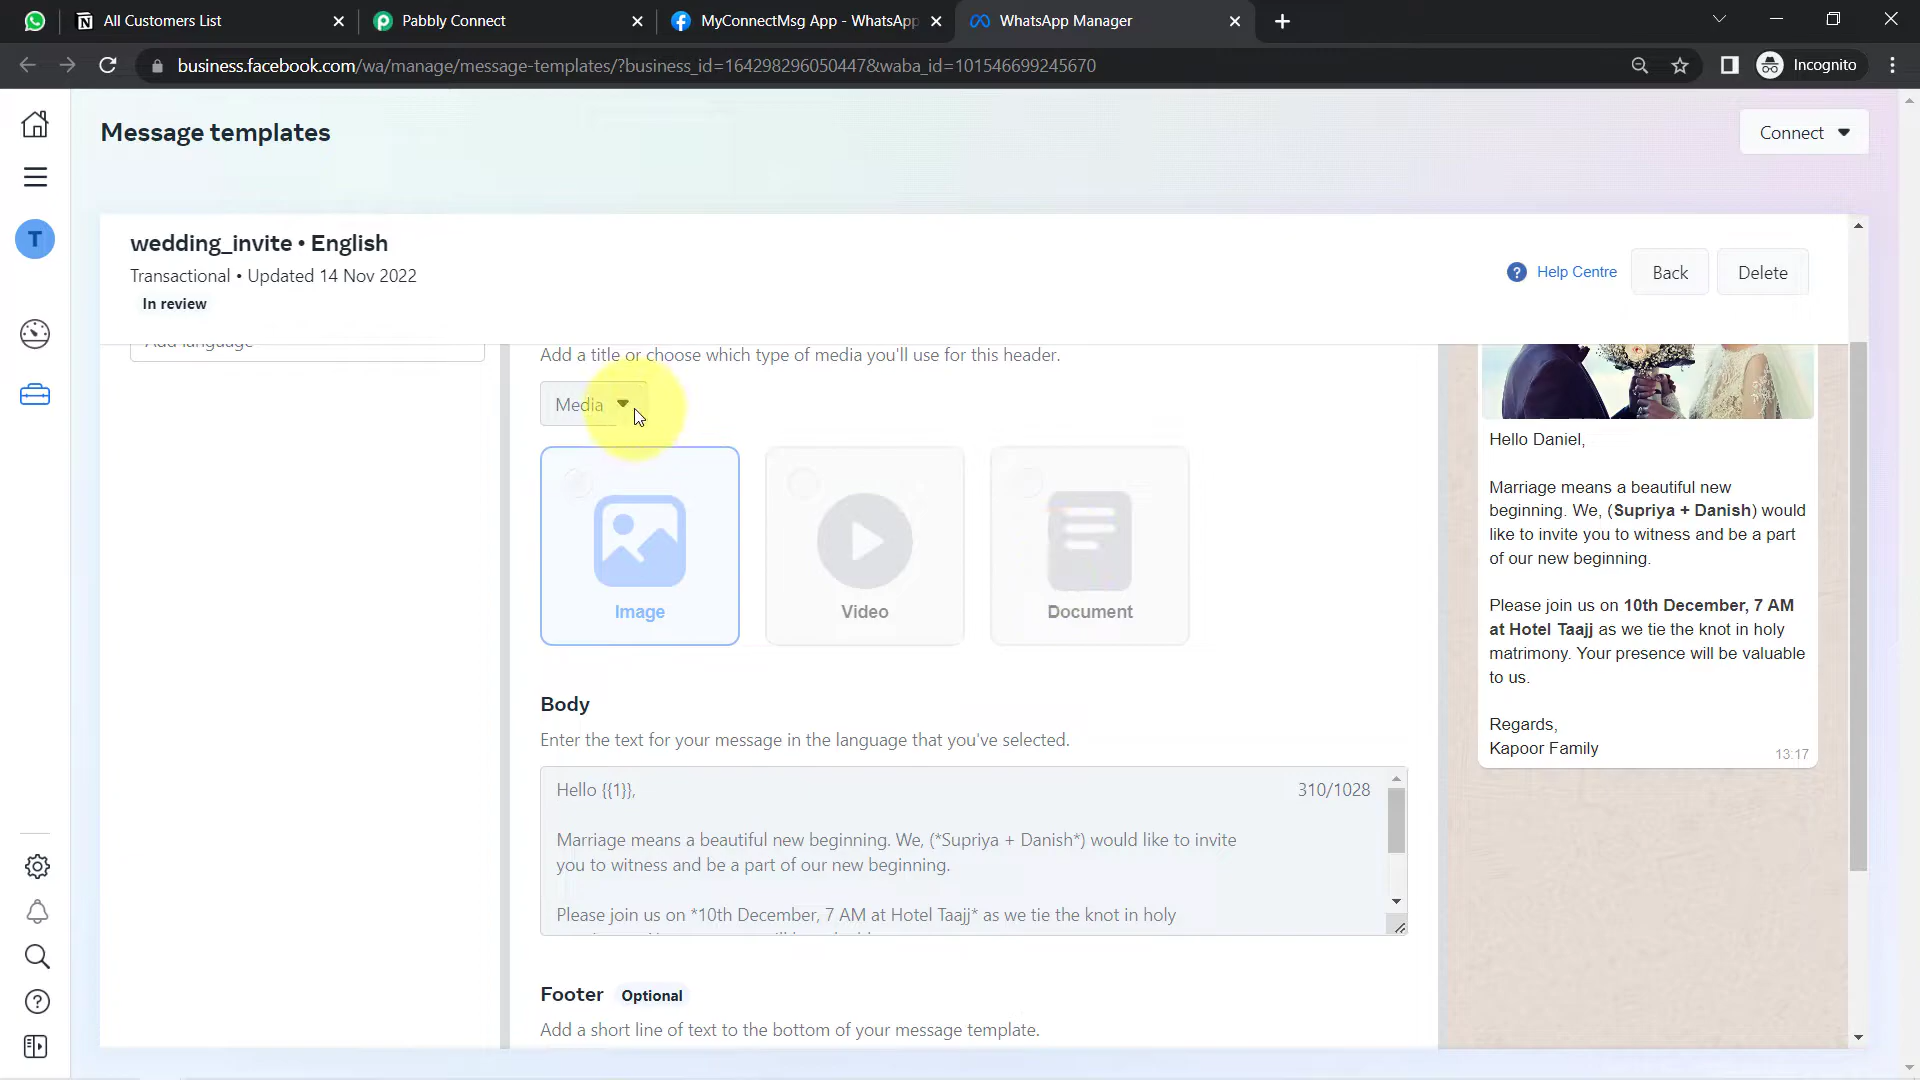 All Customers List
Pabbly Connect
MyConnectMsg App - WhatsApp
WhatsApp Manager
business.facebook.com/wa/manage/message-templates/?business_id=164298296050447&waba_id=101546699245670
Incognito
Message templates
Connect
T
wedding_invite • English
Transactional • Updated 14 Nov 2022
In review
Help Centre
Back
Delete
Add language
Add a title or choose which type of media you'll use for this header.
Media
Image
Video
Document
Body
Enter the text for your message in the language that you've selected.
Hello {{1}},
310/1028
Marriage means a beautiful new beginning. We, (*Supriya + Danish*) would like to invite
you to witness and be a part of our new beginning.
Please join us on *10th December, 7 AM at Hotel Taajj* as we tie the knot in holy
Footer Optional
Add a short line of text to the bottom of your message template.
Hello Daniel,
Marriage means a beautiful new
beginning. We, (Supriya + Danish) would
like to invite you to witness and be a part
of our new beginning.
Please join us on 10th December, 7 AM
at Hotel Taajj as we tie the knot in holy
matrimony. Your presence will be valuable
to us.
Regards,
Kapoor Family
13:17